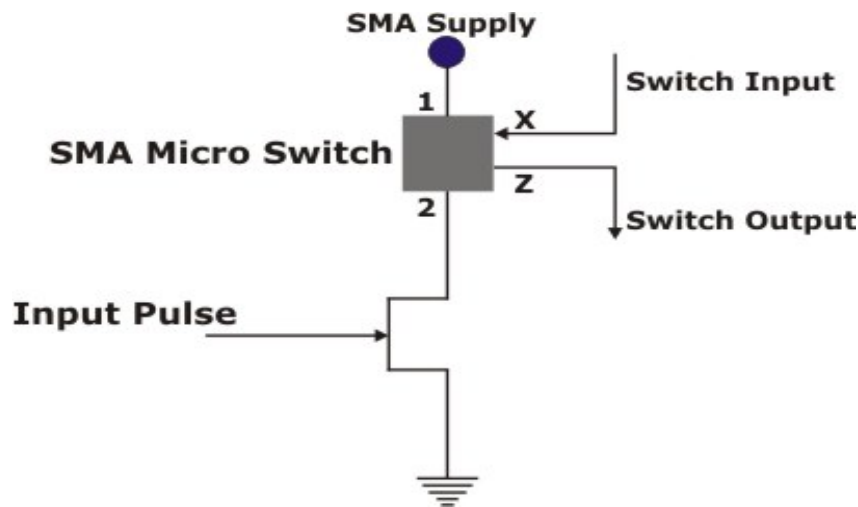 SMA Supply
1
X
Switch Input
SMA Micro Switch
Z
2
Switch Output
Input Pulse